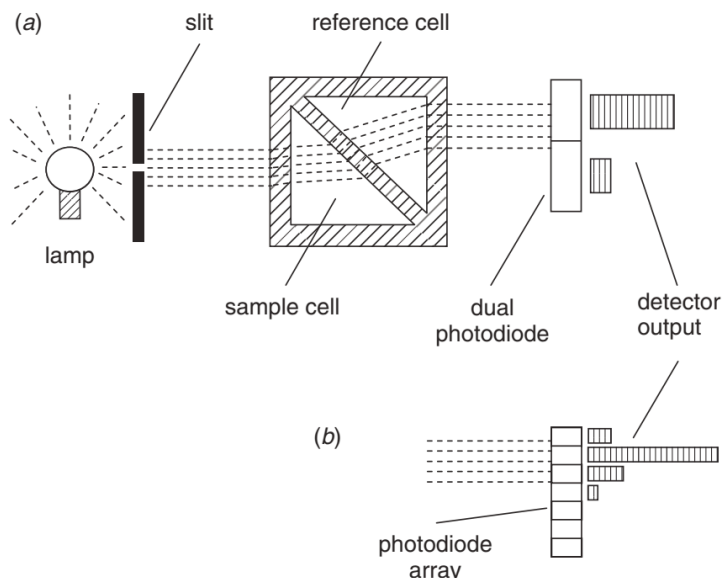 (a)
slit
reference cell
lamp
sample cell
dual
photodiode
detector
output
(b)
photodiode
array